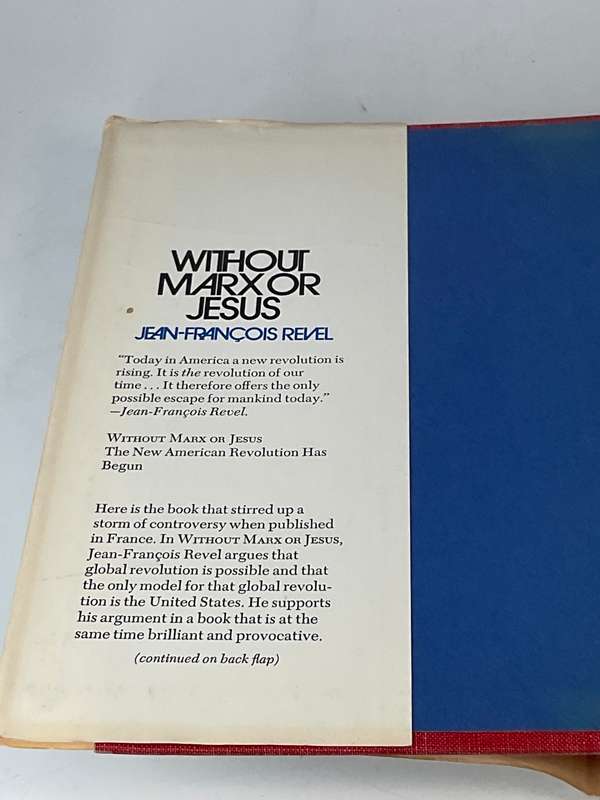 WITHOUT
MARX OR
JESUS
JEAN-FRANÇOIS REVEL
“Today in America a new revolution is
rising. It is the revolution of our
time . . . It therefore offers the only
possible escape for mankind today.”
—Jean-François Revel.
WITHOUT MARX OR JESUS
The New American Revolution Has
Begun
Here is the book that stirred up a
storm of controversy when published
in France. In WITHOUT MARX OR JESUS,
Jean-François Revel argues that
global revolution is possible and that
the only model for that global revolu-
tion is the United States. He supports
his argument in a book that is at the
same time brilliant and provocative.
(continued on back flap)